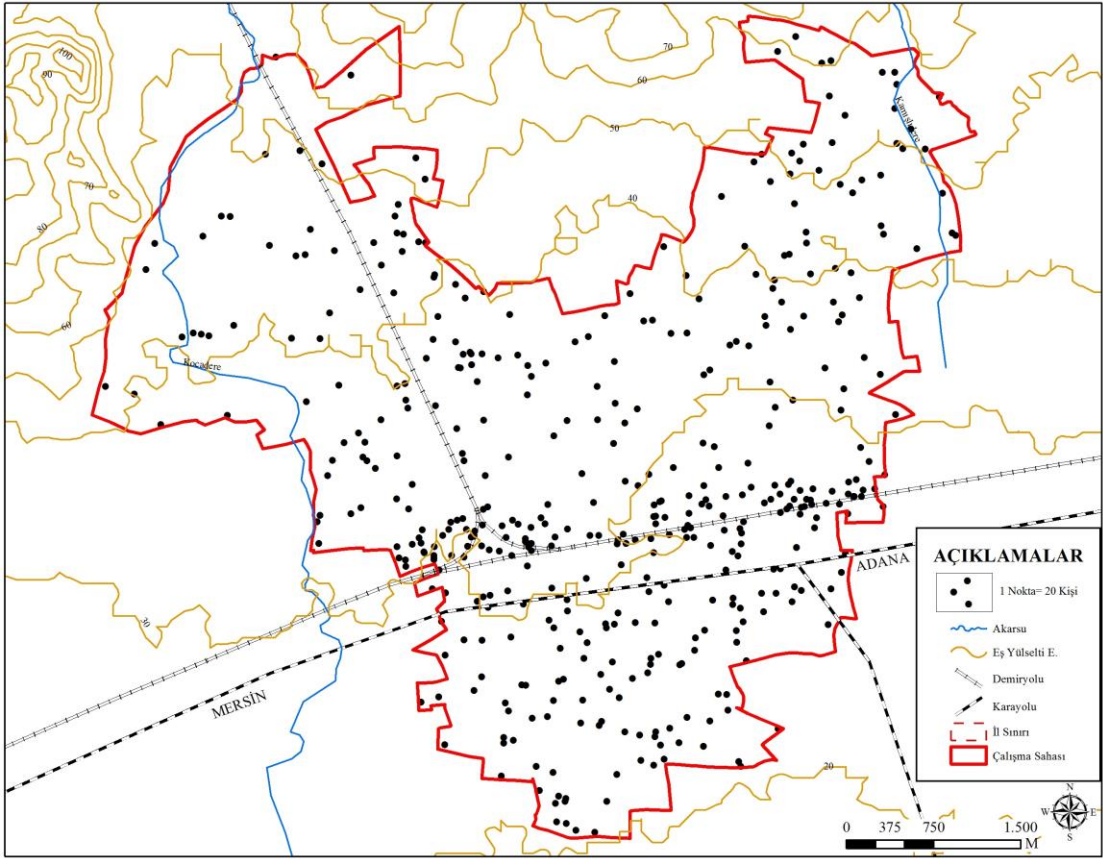 100
90
70
80
60
70
60
50
40
Kamışlıdere
Kocadere
30
MERSİN
ADANA
20
AÇIKLAMALAR
1 Nokta= 20 Kişi
Akarsu
Eş Yülselti E.
Demiryolu
Karayolu
İl Sınırı
Çalışma Sahası
N
W E
S
0 375 750 1.500
M